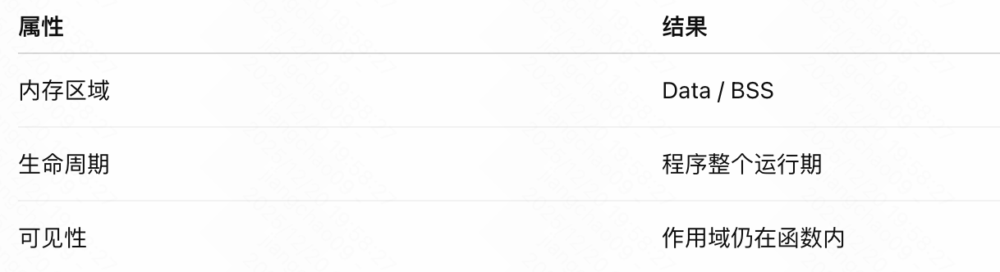 属性 结果
内存区域 Data / BSS
生命周期 程序整个运行期
可见性 作用域仍在函数内